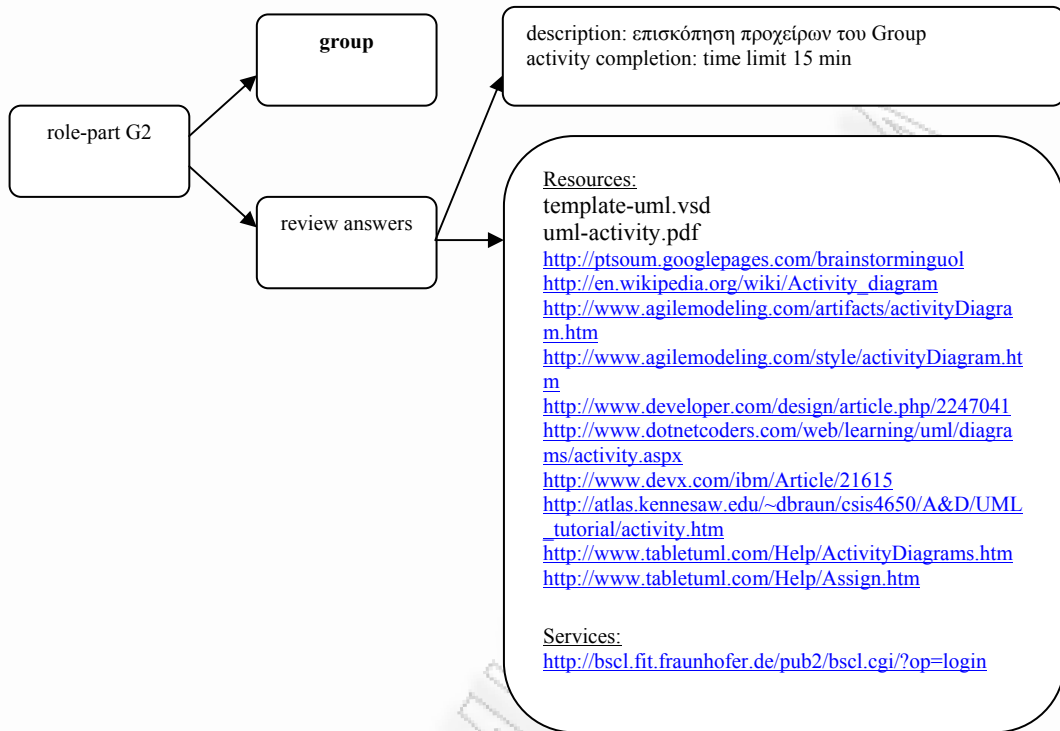 group
description: επισκόπηση προχείρων του Group
activity completion: time limit 15 min
role-part G2
review answers
Resources:
template-uml.vsd
uml-activity.pdf
http://ptsoum.googlepages.com/brainstorminguol
http://en.wikipedia.org/wiki/Activity_diagram
http://www.agilemodeling.com/artifacts/activityDiagra
m.htm
http://www.agilemodeling.com/style/activityDiagram.ht
m
http://www.developer.com/design/article.php/2247041
http://www.dotnetcoders.com/web/learning/uml/diagra
ms/activity.aspx
http://www.devx.com/ibm/Article/21615
http://atlas.kennesaw.edu/~dbraun/csis4650/A&D/UML
_tutorial/activity.htm
http://www.tabletuml.com/Help/ActivityDiagrams.htm
http://www.tabletuml.com/Help/Assign.htm
Services:
http://bscl.fit.fraunhofer.de/pub2/bscl.cgi/?op=login